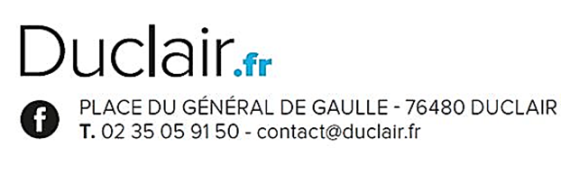 Duclair.fr
f PLACE DU GÉNÉRAL DE GAULLE - 76480 DUCLAIR
T. 02 35 05 91 50 - contact@duclair.fr